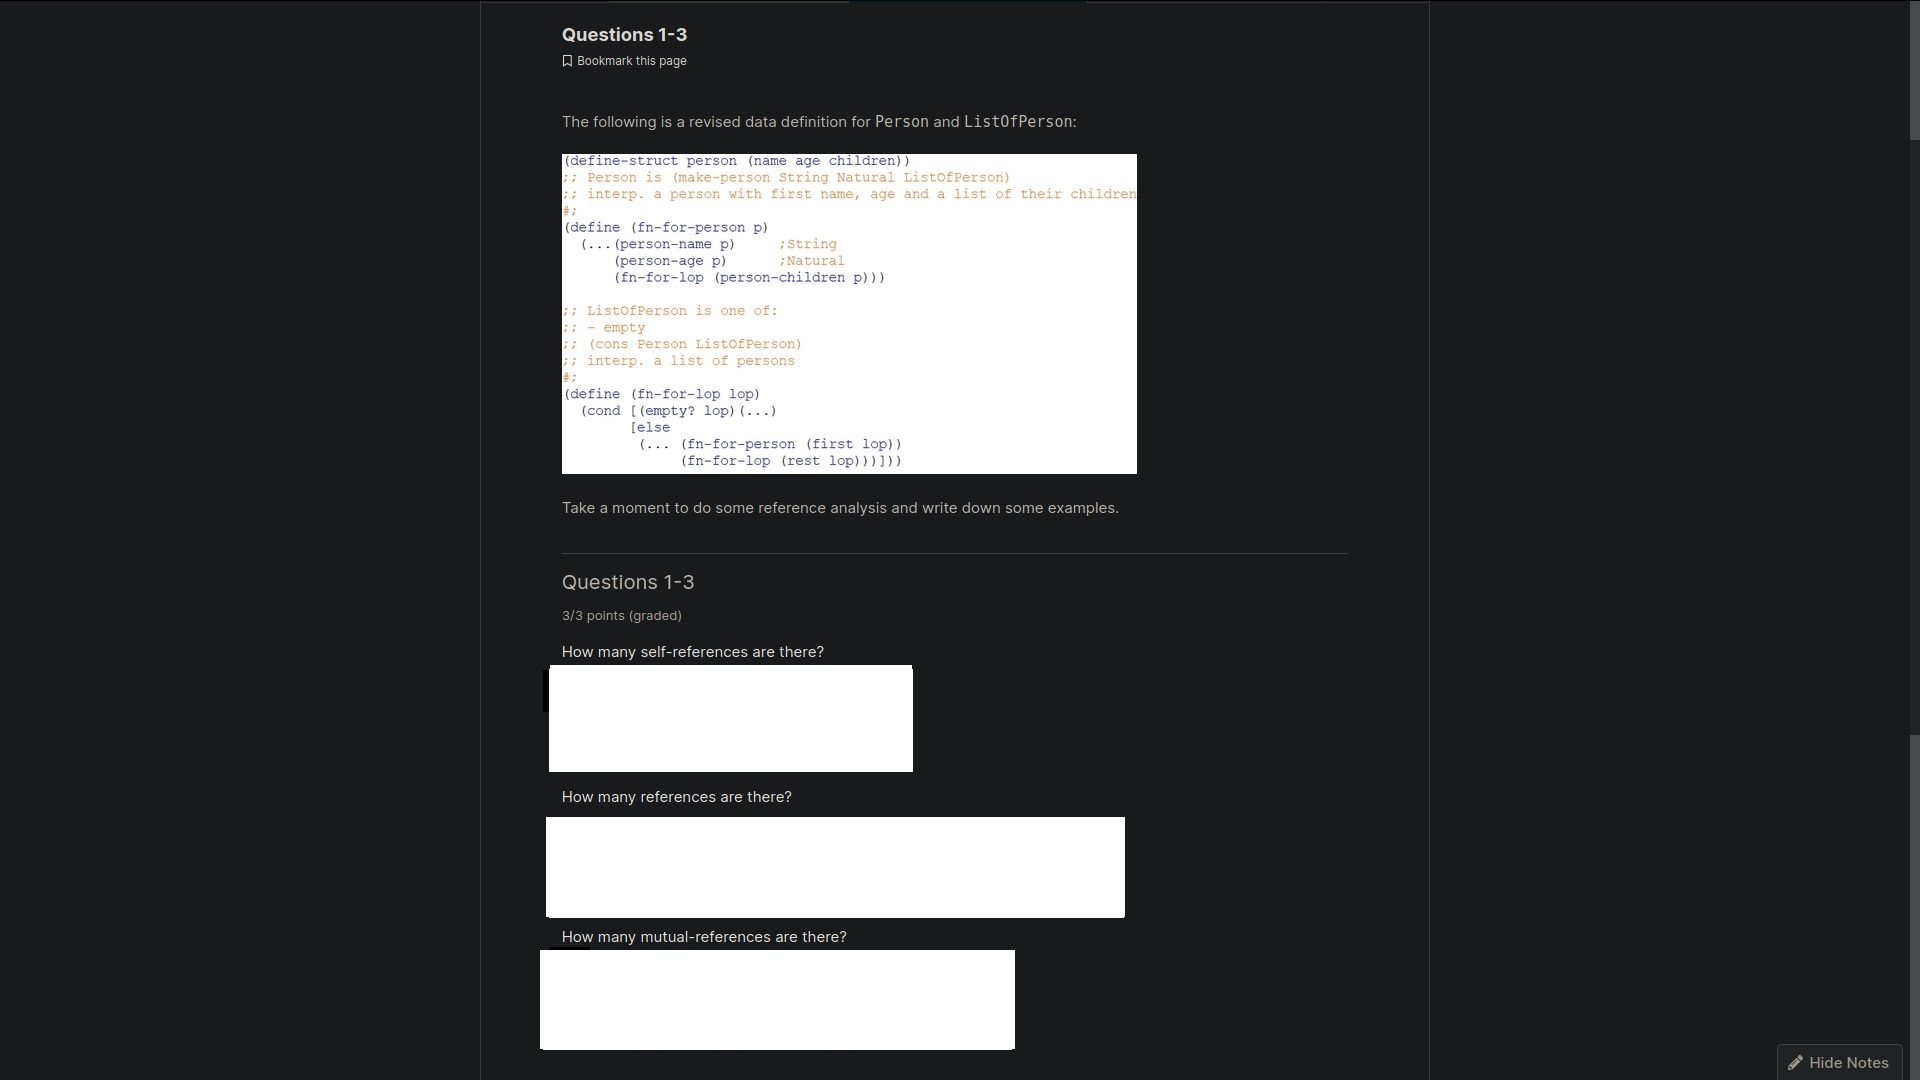 Questions 1-3
Bookmark this page
The following is a revised data definition for Person and ListOfPerson:
(define-struct person (name age children))
;; Person is (make-person String Natural ListOfPerson)
;; interp. a person with first name, age and a list of their children
#;
(define (fn-for-person p)
  (...(person-name p)     ;String
      (person-age p)      ;Natural
      (fn-for-lop (person-children p)))
;; ListOfPerson is one of:
;; - empty
;; (cons Person ListOfPerson)
;; interp. a list of persons
#;
(define (fn-for-lop lop)
  (cond [(empty? lop)(...)
        [else
         (... (fn-for-person (first lop))
              (fn-for-lop (rest lop)))]))
Take a moment to do some reference analysis and write down some examples.
Questions 1-3
3/3 points (graded)
How many self-references are there?
How many references are there?
How many mutual-references are there?
Hide Notes